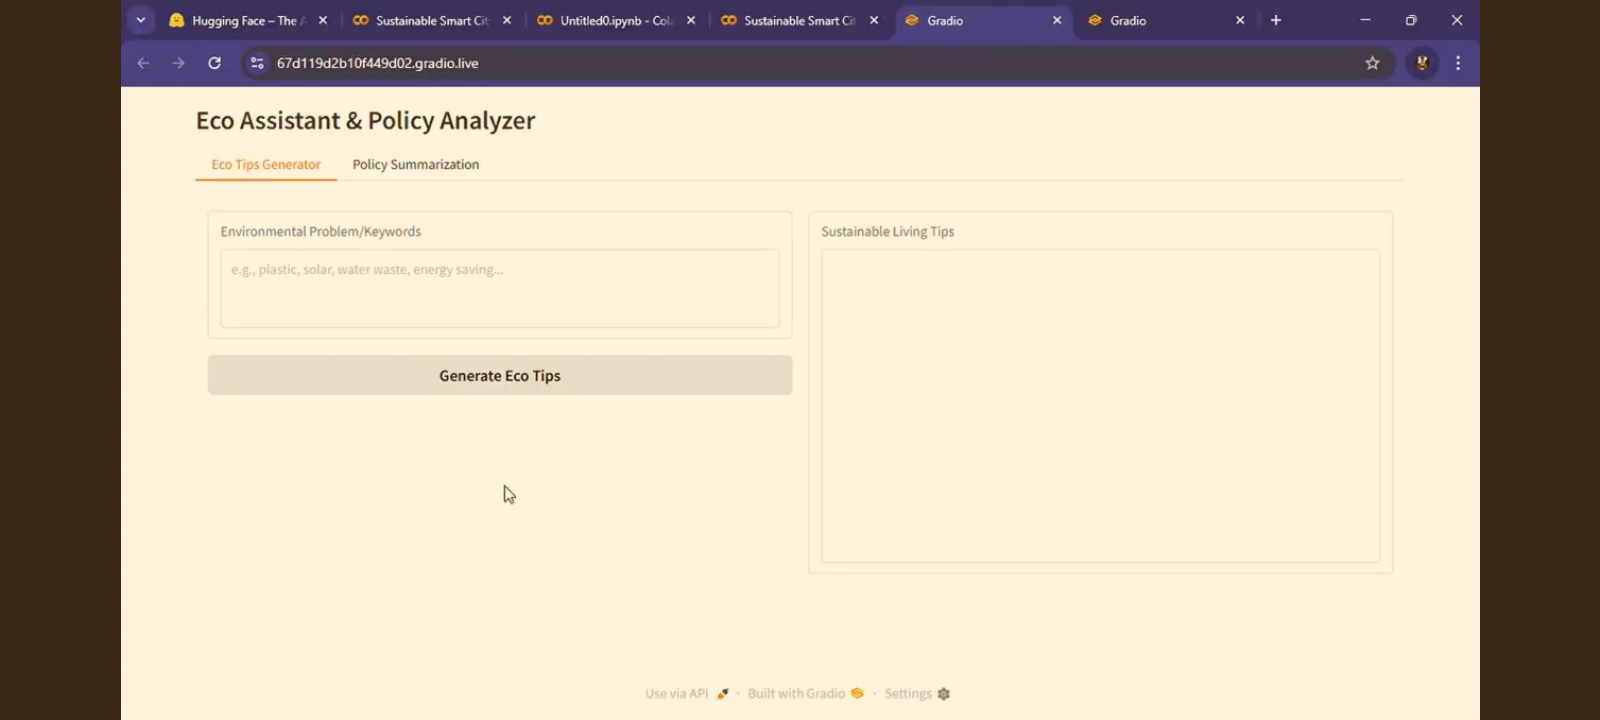 Hugging Face – The A
Sustainable Smart Cit
Untitled0.ipynb - Col
Sustainable Smart Cit
Gradio
Gradio
67d119d2b10f449d02.gradio.live
Eco Assistant & Policy Analyzer
Eco Tips Generator
Policy Summarization
Environmental Problem/Keywords
e.g., plastic, solar, water waste, energy saving...
Generate Eco Tips
Sustainable Living Tips
Use via API · Built with Gradio · Settings